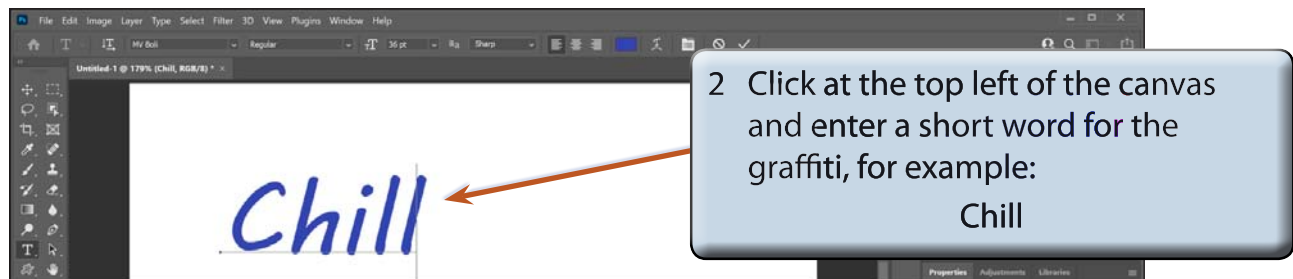 Ps File Edit Image Layer Type Select Filter 3D View Plugins Window Help
T MV Boli Regular 36 pt Sharp
Untitled-1 @ 179% (Chill, RGB/8) * ×
Chill
2 Click at the top left of the canvas
and enter a short word for the
graffiti, for example:
Chill
Properties Adjustments Libraries